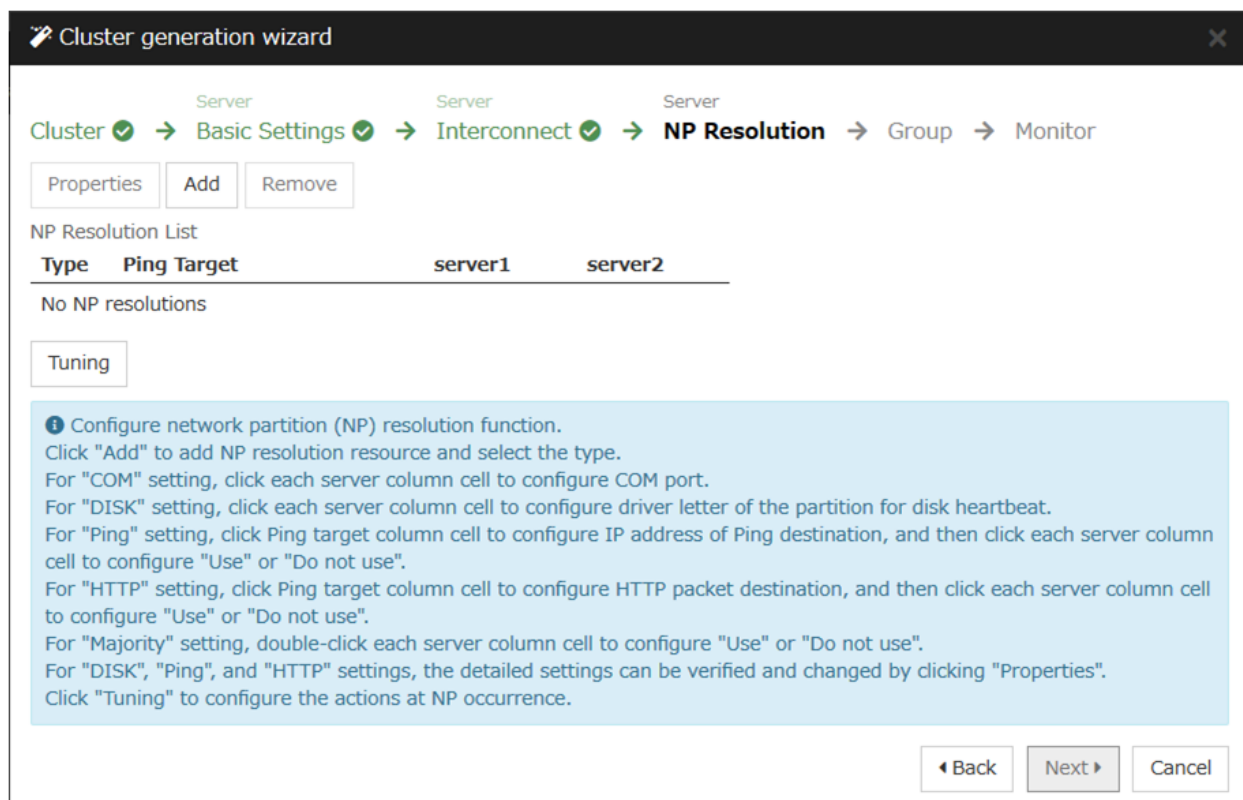 Cluster generation wizard
Server Server Server
Cluster → Basic Settings → Interconnect → NP Resolution → Group → Monitor
Properties Add Remove
NP Resolution List
Type Ping Target server1 server2
No NP resolutions
Tuning
Configure network partition (NP) resolution function.
Click "Add" to add NP resolution resource and select the type.
For "COM" setting, click each server column cell to configure COM port.
For "DISK" setting, click each server column cell to configure driver letter of the partition for disk heartbeat.
For "Ping" setting, click Ping target column cell to configure IP address of Ping destination, and then click each server column
cell to configure "Use" or "Do not use".
For "HTTP" setting, click Ping target column cell to configure HTTP packet destination, and then click each server column cell
to configure "Use" or "Do not use".
For "Majority" setting, double-click each server column cell to configure "Use" or "Do not use".
For "DISK", "Ping", and "HTTP" settings, the detailed settings can be verified and changed by clicking "Properties".
Click "Tuning" to configure the actions at NP occurrence.
Back Next Cancel